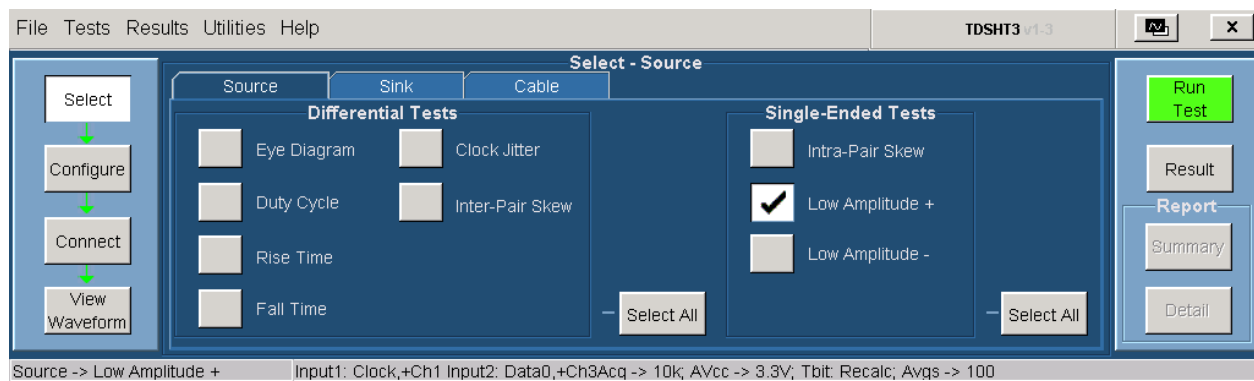 File Tests Results Utilities Help
TDSHT3 v1-3
x
Select - Source
Select
Configure
Connect
View
Waveform
Source
Sink
Cable
Differential Tests
Eye Diagram
Clock Jitter
Duty Cycle
Inter-Pair Skew
Rise Time
Fall Time
Select All
Single-Ended Tests
Intra-Pair Skew
Low Amplitude +
Low Amplitude -
Select All
Run
Test
Result
Report
Summary
Detail
Source -> Low Amplitude +
Input1: Clock,+Ch1 Input2: Data0,+Ch3Acq -> 10k; AVcc -> 3.3V; Tbit: Recalc; Avgs -> 100